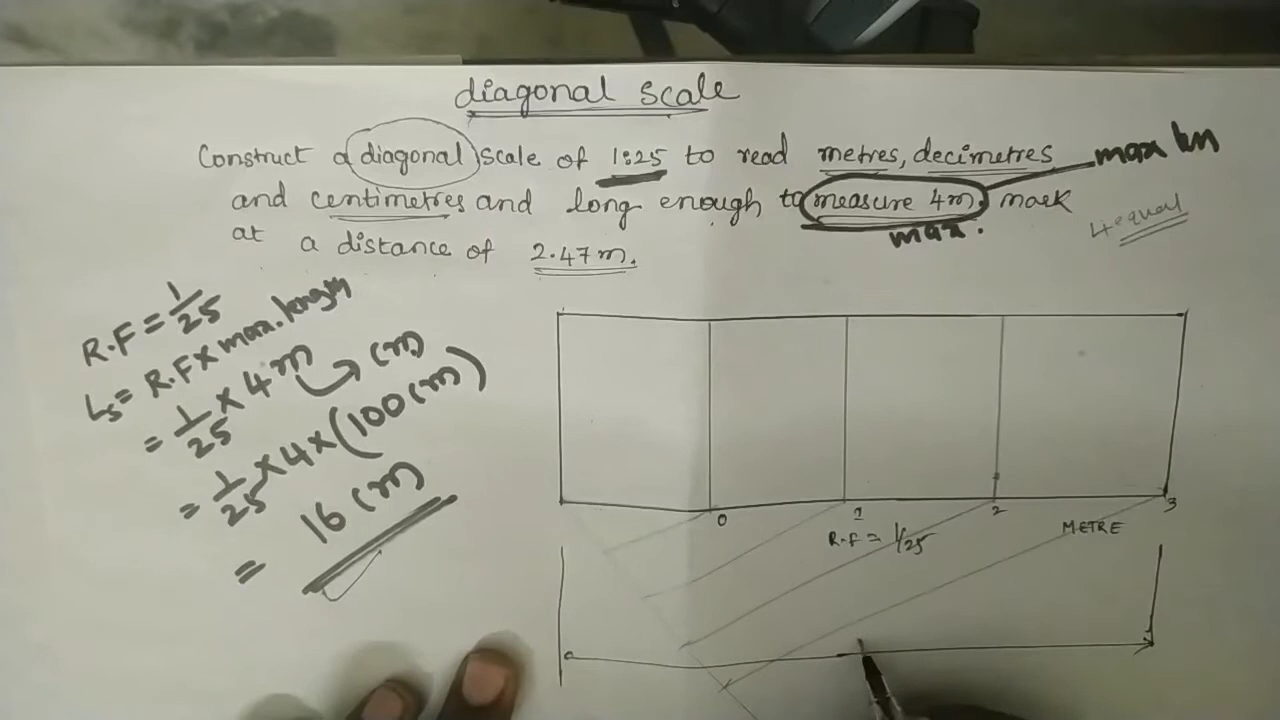 diagonal scale
Construct a diagonal scale of 1:25 to read metres, decimetres
and centimetres and long enough to measure 4m. mark
at a distance of 2.47m.
max
max.
4 equal
R.F = 1/25
Ls = R.F x max. length
= 1/25 x 4 m (cm)
= 1/25 x 4 x (100 cm)
= 16 cm
0 1 2 3
R.F = 1/25 METRE